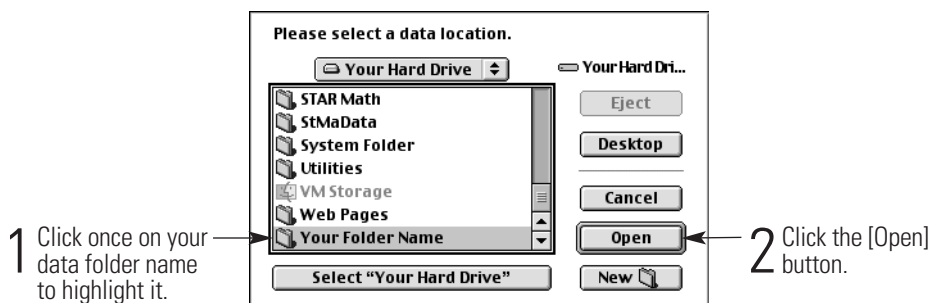 Please select a data location.
Your Hard Drive
Your Hard Dri...
STAR Math
StMaData
System Folder
Utilities
VM Storage
Web Pages
Your Folder Name
Eject
Desktop
Cancel
Open
Select “Your Hard Drive”
New
1 Click once on your
data folder name
to highlight it.
2 Click the [Open]
button.